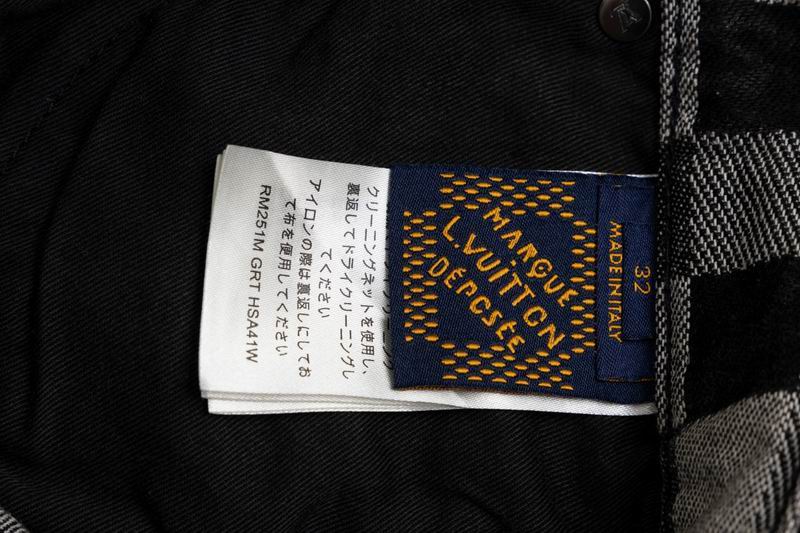 MARQUE
L.VUITTON
DÉPOSÉE
MADE IN ITALY
32
クリーニングネットを使用し、
裏返してドライクリーニングし
てください
アイロンの際は裏返しにしてお
て布を使用してください
RM251M GRT HSA41W